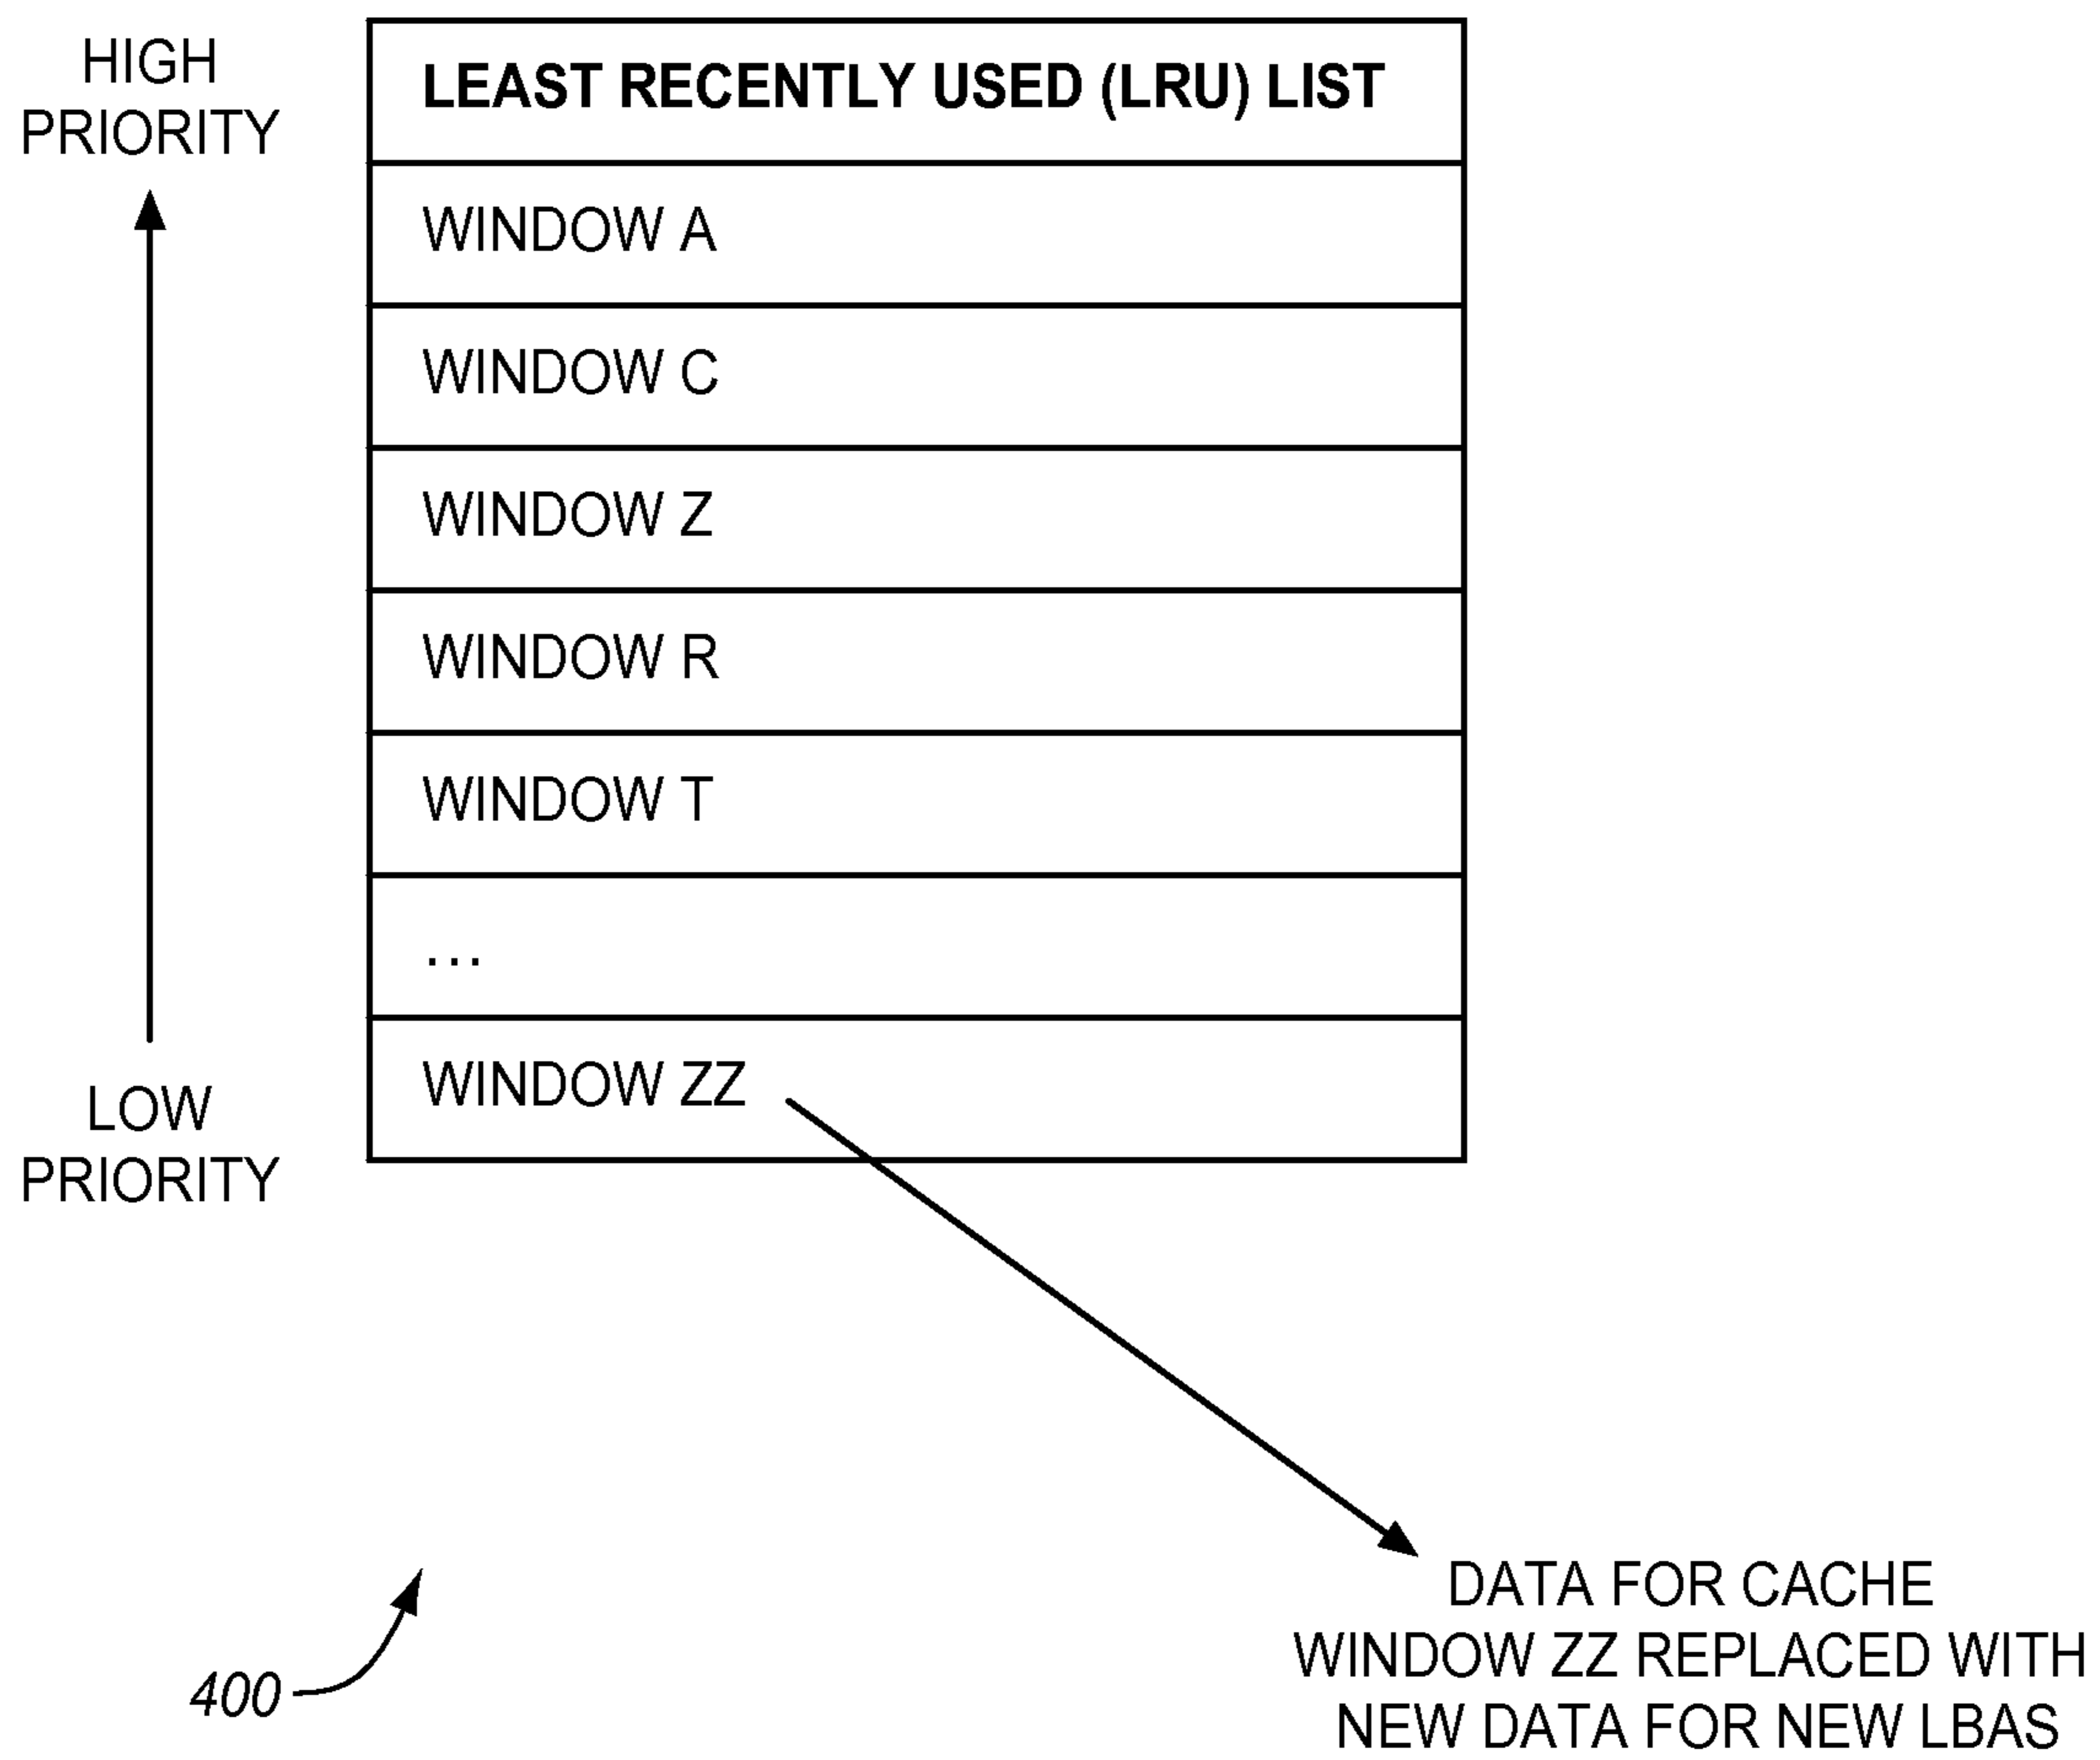 HIGH
PRIORITY
LEAST RECENTLY USED (LRU) LIST
WINDOW A
WINDOW C
WINDOW Z
WINDOW R
WINDOW T
...
WINDOW ZZ
LOW
PRIORITY
DATA FOR CACHE
WINDOW ZZ REPLACED WITH
NEW DATA FOR NEW LBAS
400